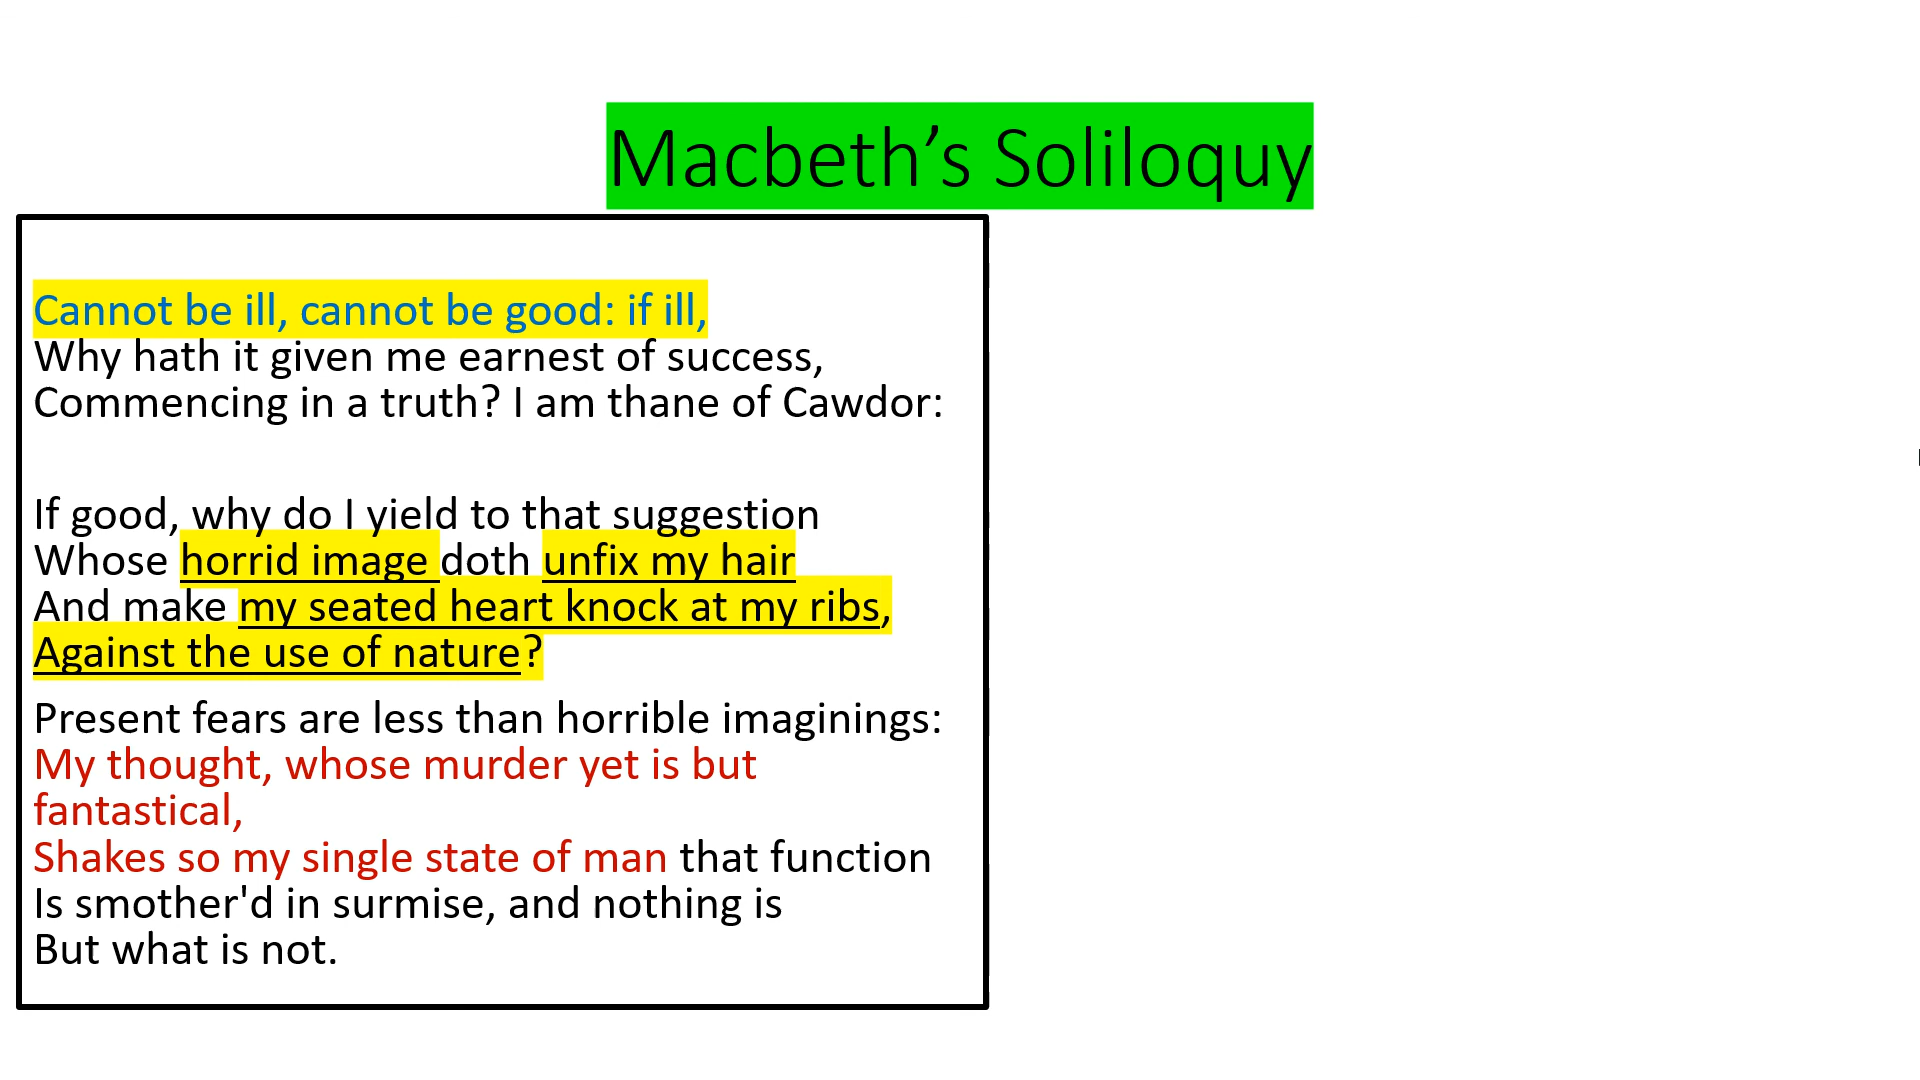 Macbeth’s Soliloquy
Cannot be ill, cannot be good: if ill,
Why hath it given me earnest of success,
Commencing in a truth? I am thane of Cawdor:
If good, why do I yield to that suggestion
Whose horrid image doth unfix my hair
And make my seated heart knock at my ribs,
Against the use of nature?
Present fears are less than horrible imaginings:
My thought, whose murder yet is but
fantastical,
Shakes so my single state of man that function
Is smother'd in surmise, and nothing is
But what is not.